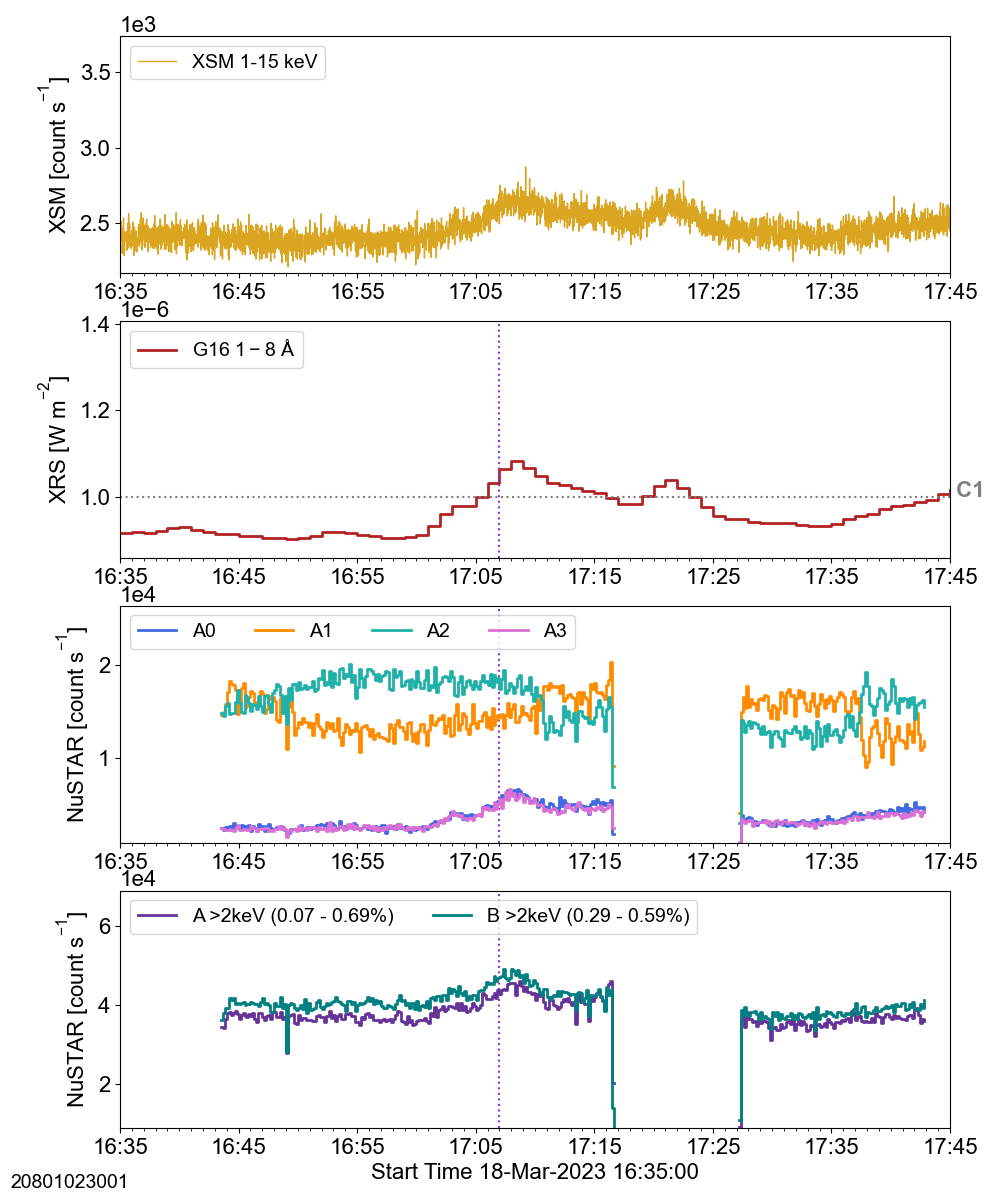 1e3
XSM [count s⁻¹]
XSM 1-15 keV
3.5
3.0
2.5
16:35 16:45 16:55 17:05 17:15 17:25 17:35 17:45
1e−6
XRS [W m⁻²]
G16 1 − 8 Å
1.4
1.2
1.0
C1
16:35 16:45 16:55 17:05 17:15 17:25 17:35 17:45
1e4
NuSTAR [count s⁻¹]
A0 A1 A2 A3
2
1
16:35 16:45 16:55 17:05 17:15 17:25 17:35 17:45
1e4
NuSTAR [count s⁻¹]
A >2keV (0.07 - 0.69%) B >2keV (0.29 - 0.59%)
6
4
2
16:35 16:45 16:55 17:05 17:15 17:25 17:35 17:45
Start Time 18-Mar-2023 16:35:00
20801023001